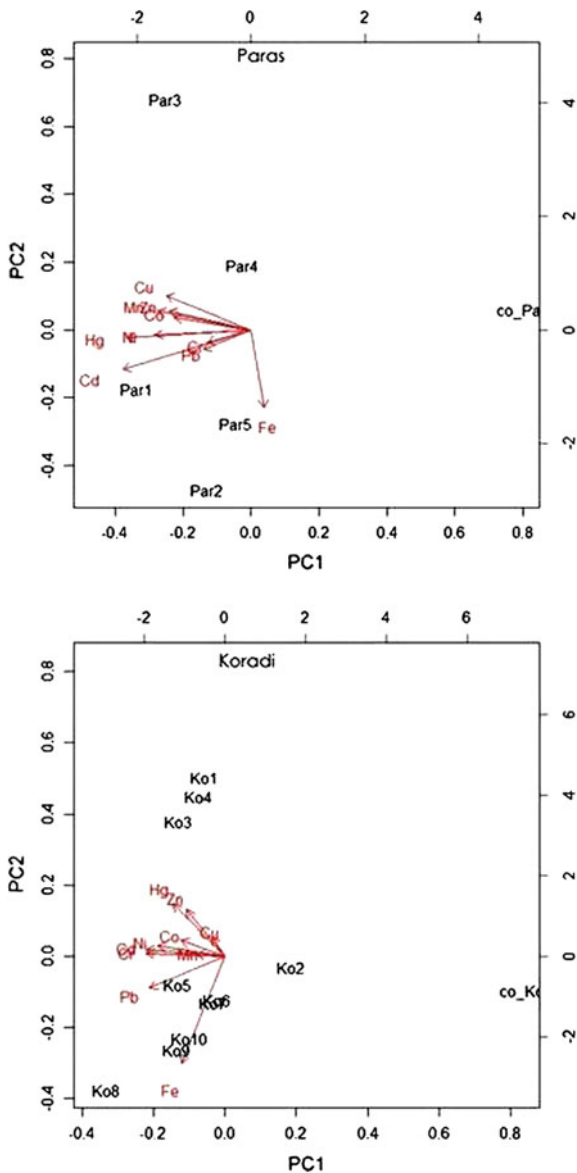 -2 0 2 4
Paras
0.8
0.6
0.4
0.2
0.0
-0.2
-0.4
PC2
Par3
Par4
Cu
Zn
Co
co_Pa
Hg
Ni
Cr
Pb
Cd
Par1
Par5
Fe
Par2
4
2
0
-2
-0.4 -0.2 0.0 0.2 0.4 0.6 0.8
PC1
-2 0 2 4 6
Koradi
0.8
0.6
0.4
0.2
0.0
-0.2
-0.4
PC2
Ko1
Ko4
Ko3
Hg
Zn
Cu
Co
Ni
Cd
Cr
Mn
Ko2
Ko5
co_Ko
Pb
Ko6
Ko7
Ko10
Ko9
Ko8
Fe
6
4
2
0
-2
-0.4 -0.2 0.0 0.2 0.4 0.6 0.8
PC1